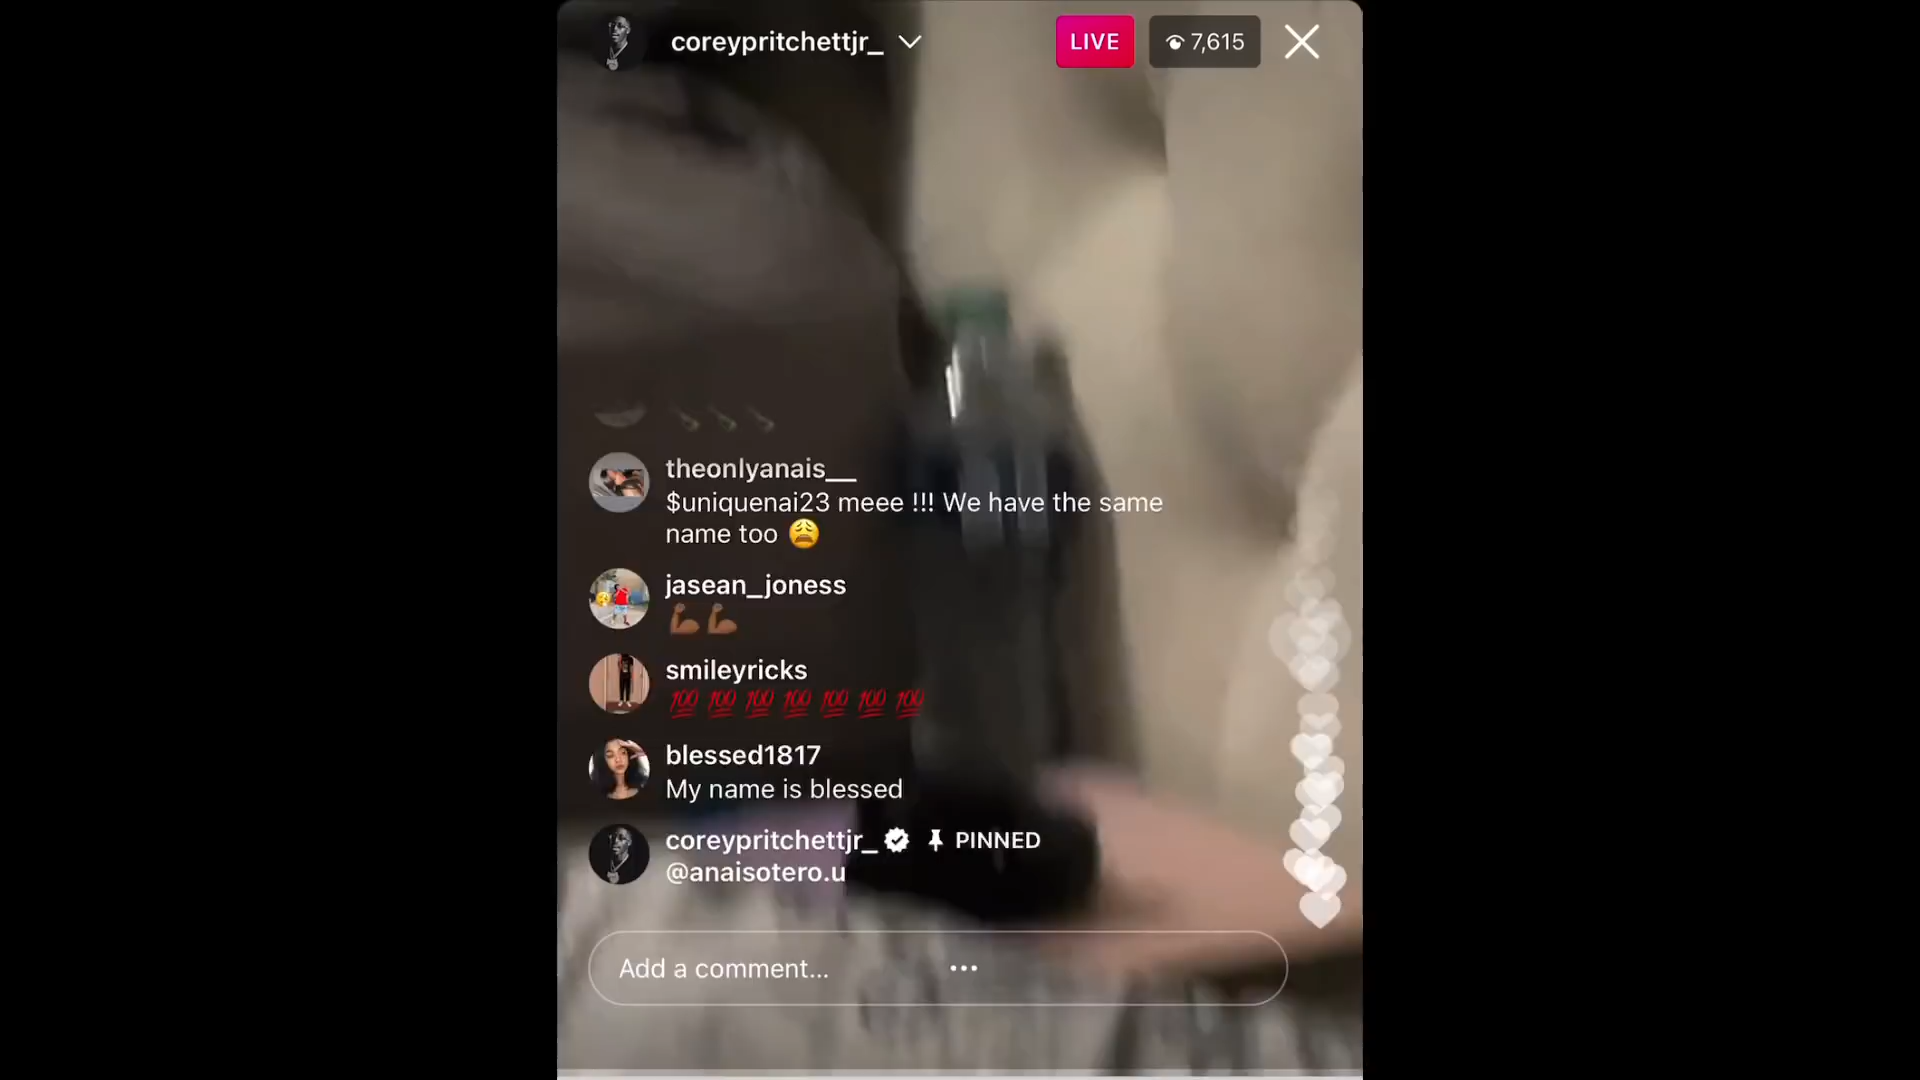 coreypritchettjr_
LIVE
7,615
theonlyanais__
$uniquenai23 meee !!! We have the same
name too 😩
jasean_joness
💪🏾💪🏾
smileyricks
💯💯💯💯💯💯💯
blessed1817
My name is blessed
coreypritchettjr_ PINNED
@anaisotero.u
Add a comment...